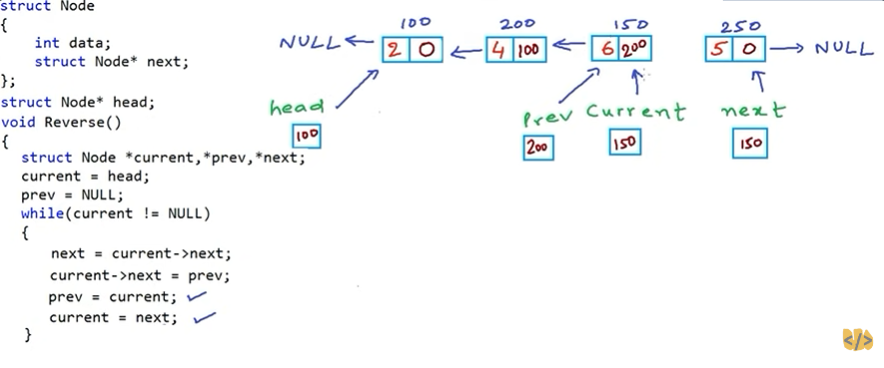 struct Node
{
int data;
struct Node* next;
};
struct Node* head;
void Reverse()
{
struct Node *current,*prev,*next;
current = head;
prev = NULL;
while(current != NULL)
{
next = current->next;
current->next = prev;
prev = current;
current = next;
}
100 200 150 250
NULL 2 0 4 100 6 200 5 0 NULL
head Prev Current next
100 200 150 150
</>